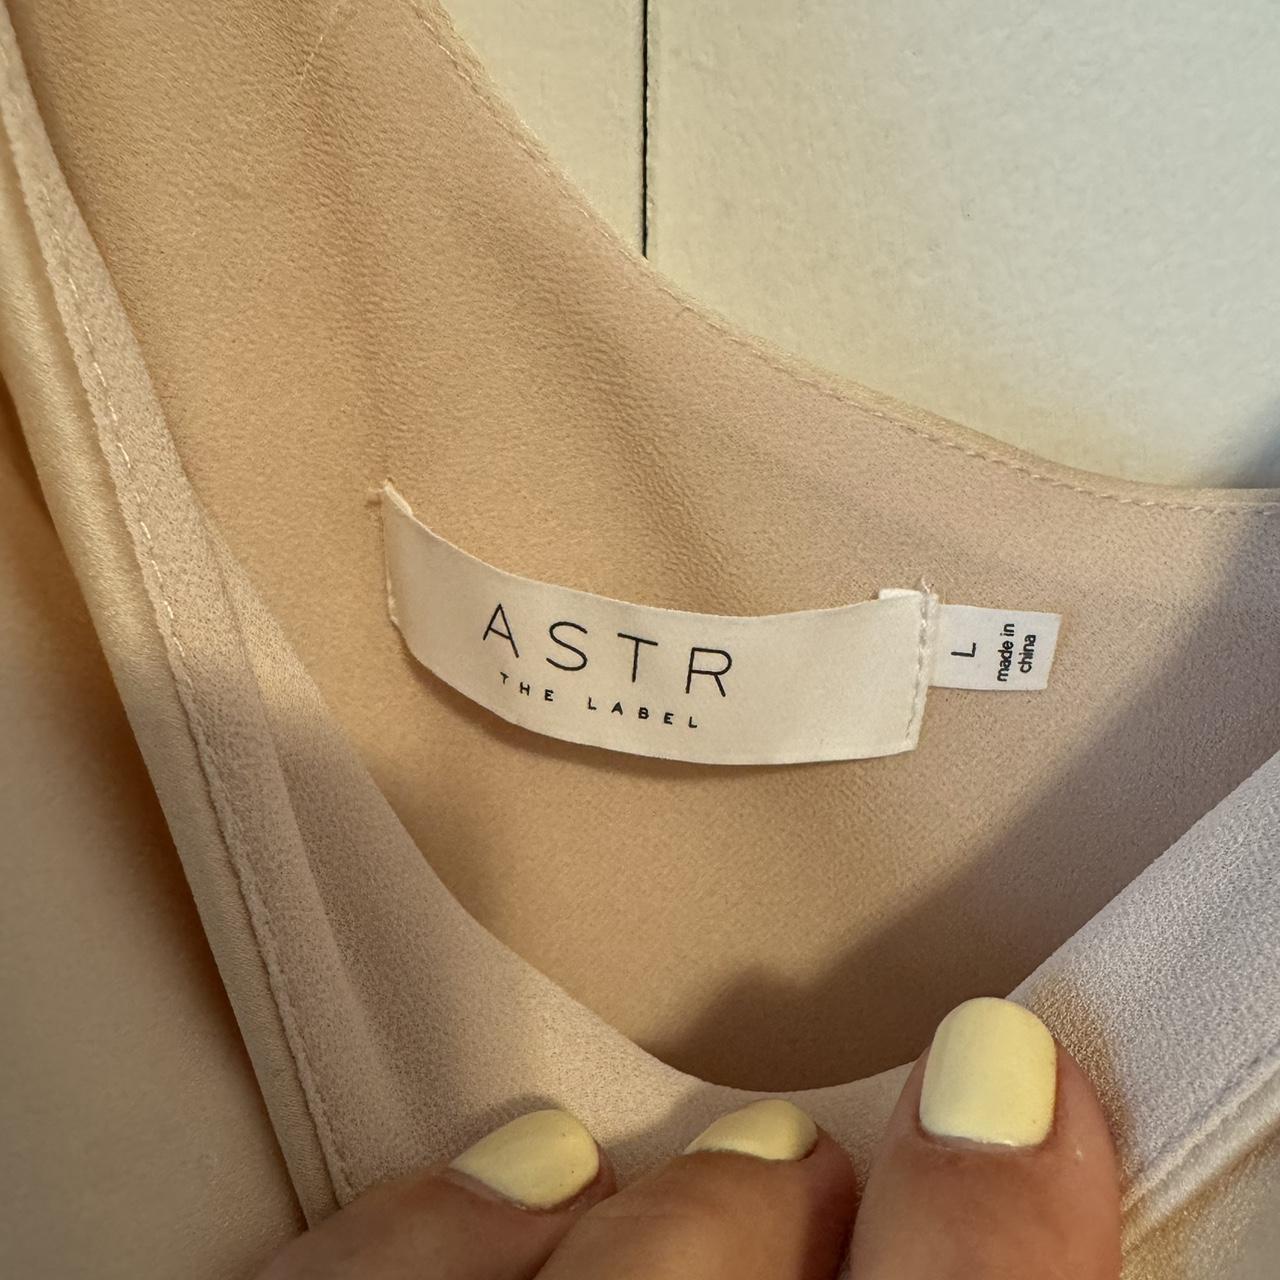 ASTR
THE LABEL
L
made in
china